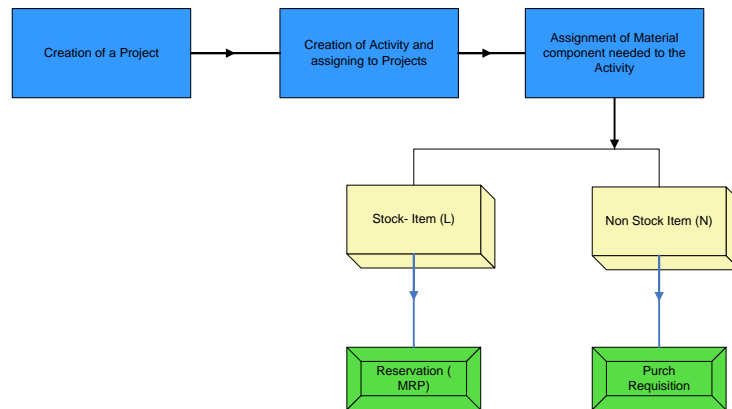 Creation of a Project
Creation of Activity and
assigning to Projects
Assignment of Material
component needed to the
Activity
Stock- Item (L)
Non Stock Item (N)
Reservation (
MRP)
Purch
Requisition